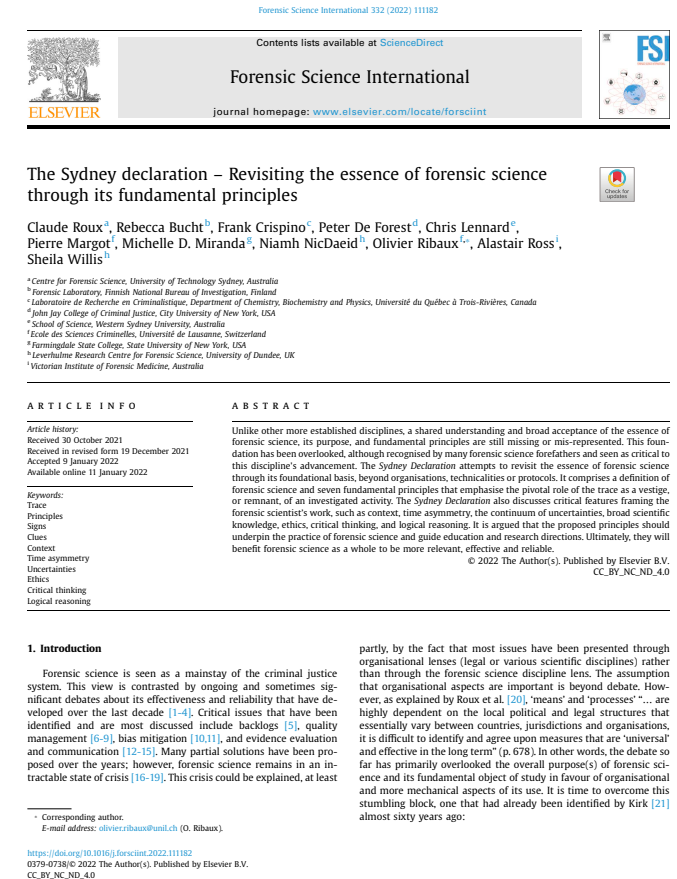 Forensic Science International 332 (2022) 111182
Contents lists available at ScienceDirect
Forensic Science International
journal homepage: www.elsevier.com/locate/forsciint
ELSEVIER
FSI
The Sydney declaration – Revisiting the essence of forensic science
through its fundamental principles
Check for
updates
Claude Roux a, Rebecca Bucht b, Frank Crispino c, Peter De Forest d, Chris Lennard e,
Pierre Margot f, Michelle D. Miranda g, Niamh NicDaeid h, Olivier Ribaux f,*, Alastair Ross i,
Sheila Willis h
a Centre for Forensic Science, University of Technology Sydney, Australia
b Forensic Laboratory, Finnish National Bureau of Investigation, Finland
c Laboratoire de Recherche en Criminalistique, Department of Chemistry, Biochemistry and Physics, Université du Québec à Trois-Rivières, Canada
d John Jay College of Criminal Justice, City University of New York, USA
e School of Science, Western Sydney University, Australia
f Ecole des Sciences Criminelles, Université de Lausanne, Switzerland
g Farmingdale State College, State University of New York, USA
h Leverhulme Research Centre for Forensic Science, University of Dundee, UK
i Victorian Institute of Forensic Medicine, Australia
ARTICLE INFO
Article history:
Received 30 October 2021
Received in revised form 19 December 2021
Accepted 9 January 2022
Available online 11 January 2022
Keywords:
Trace
Principles
Signs
Clues
Context
Time asymmetry
Uncertainties
Ethics
Critical thinking
Logical reasoning
ABSTRACT
Unlike other more established disciplines, a shared understanding and broad acceptance of the essence of
forensic science, its purpose, and fundamental principles are still missing or mis-represented. This foun-
dation has been overlooked, although recognised by many forensic science forefathers and seen as critical to
this discipline's advancement. The Sydney Declaration attempts to revisit the essence of forensic science
through its foundational basis, beyond organisations, technicalities or protocols. It comprises a definition of
forensic science and seven fundamental principles that emphasise the pivotal role of the trace as a vestige,
or remnant, of an investigated activity. The Sydney Declaration also discusses critical features framing the
forensic scientist's work, such as context, time asymmetry, the continuum of uncertainties, broad scientific
knowledge, ethics, critical thinking, and logical reasoning. It is argued that the proposed principles should
underpin the practice of forensic science and guide education and research directions. Ultimately, they will
benefit forensic science as a whole to be more relevant, effective and reliable.
© 2022 The Author(s). Published by Elsevier B.V.
CC_BY_NC_ND_4.0
1. Introduction
Forensic science is seen as a mainstay of the criminal justice
system. This view is contrasted by ongoing and sometimes sig-
nificant debates about its effectiveness and reliability that have de-
veloped over the last decade [1-4]. Critical issues that have been
identified and are most discussed include backlogs [5], quality
management [6-9], bias mitigation [10,11], and evidence evaluation
and communication [12-15]. Many partial solutions have been pro-
posed over the years; however, forensic science remains in an in-
tractable state of crisis [16-19]. This crisis could be explained, at least
partly, by the fact that most issues have been presented through
organisational lenses (legal or various scientific disciplines) rather
than through the forensic science discipline lens. The assumption
that organisational aspects are important is beyond debate. How-
ever, as explained by Roux et al. [20], 'means' and 'processes' "… are
highly dependent on the local political and legal structures that
essentially vary between countries, jurisdictions and organisations,
it is difficult to identify and agree upon measures that are 'universal'
and effective in the long term" (p. 678). In other words, the debate so
far has primarily overlooked the overall purpose(s) of forensic sci-
ence and its fundamental object of study in favour of organisational
and more mechanical aspects of its use. It is time to overcome this
stumbling block, one that had already been identified by Kirk [21]
almost sixty years ago:
* Corresponding author.
E-mail address: olivier.ribaux@unil.ch (O. Ribaux).
https://doi.org/10.1016/j.forsciint.2022.111182
0379-0738/© 2022 The Author(s). Published by Elsevier B.V.
CC_BY_NC_ND_4.0